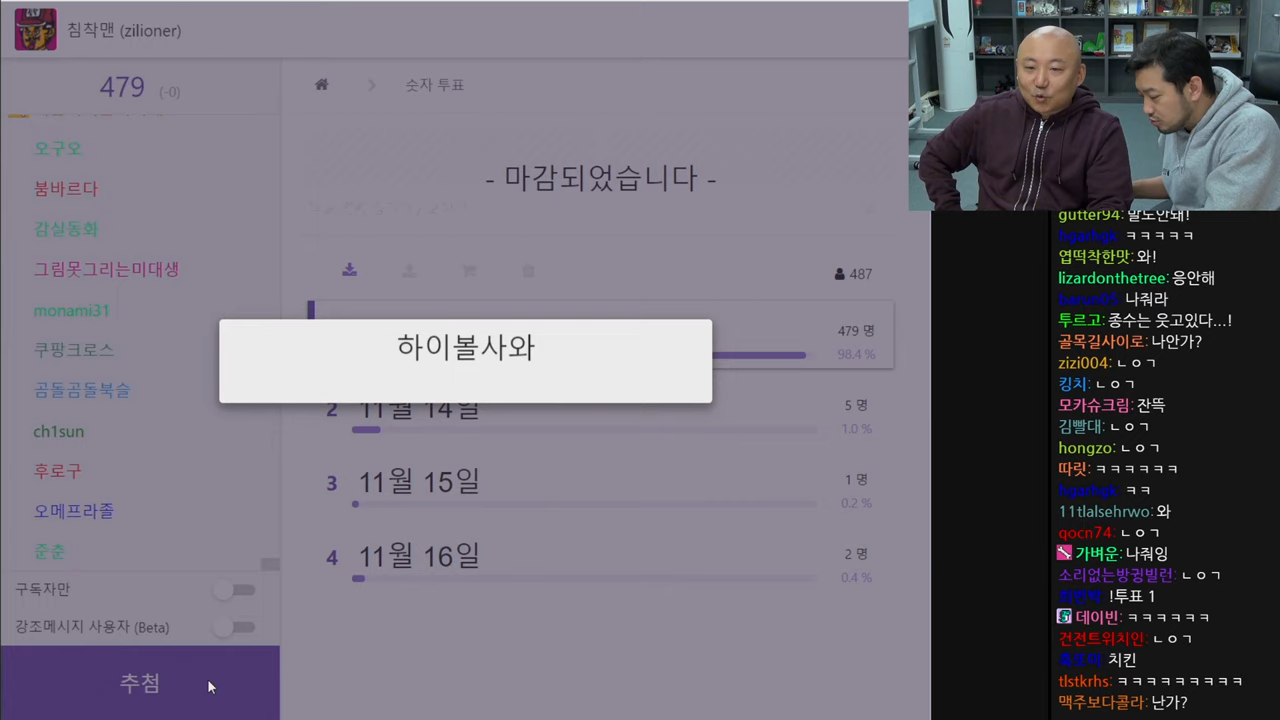 침착맨 (zilioner)
479 (-0)
오구오
붐바르다
감실동화
그림못그리는미대생
monami31
쿠팡크로스
곰돌곰돌북슬
ch1sun
후로구
오메프라졸
준춘
구독자만
강조메시지 사용자 (Beta)
추첨
숫자 투표
- 마감되었습니다 -
487
479 명
98.4 %
하이볼사와
2 11월 14일
5 명
1.0 %
3 11월 15일
1 명
0.2 %
4 11월 16일
2 명
0.4 %
gutter94: 말도안돼!
hgarhgk: ㅋㅋㅋㅋㅋ
엽떡착한맛: 와!
lizardonthetree: 응안해
나줘라
투르고: 종수는 웃고있다...!
골목길사이로: 나안가?
zizi004: ㄴㅇㄱ
킹치: ㄴㅇㄱ
모카슈크림: 잔뜩
김빨대: ㄴㅇㄱ
hongzo: ㄴㅇㄱ
따릿: ㅋㅋㅋㅋㅋㅋ
hgarhgk: ㅋㅋ
11tlalsehrwo: 와
qocn74: ㄴㅇㄱ
가벼운: 나줘잉
소리없는방귕빌런: ㄴㅇㄱ
!투표 1
데이빈: ㅋㅋㅋㅋㅋㅋ
건전트위치인: ㄴㅇㄱ
치킨
tlstkrhs: ㅋㅋㅋㅋㅋㅋㅋㅋㅋ
맥주보다콜라: 난가?